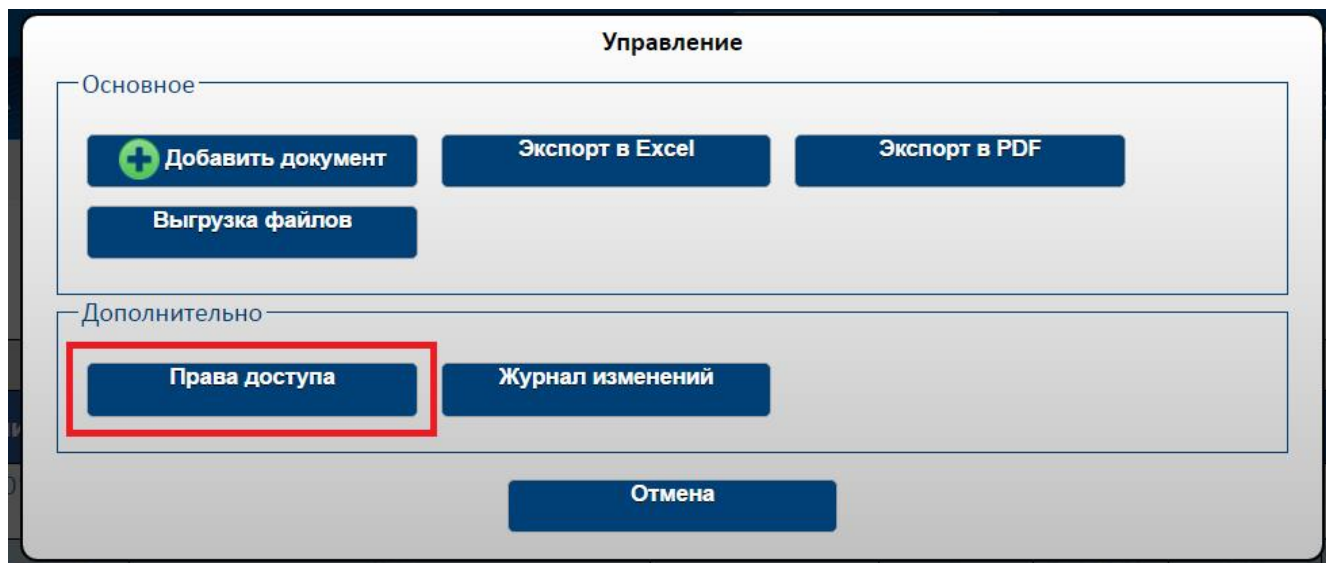 Управление
Основное
Добавить документ
Экспорт в Excel
Экспорт в PDF
Выгрузка файлов
Дополнительно
Права доступа
Журнал изменений
Отмена